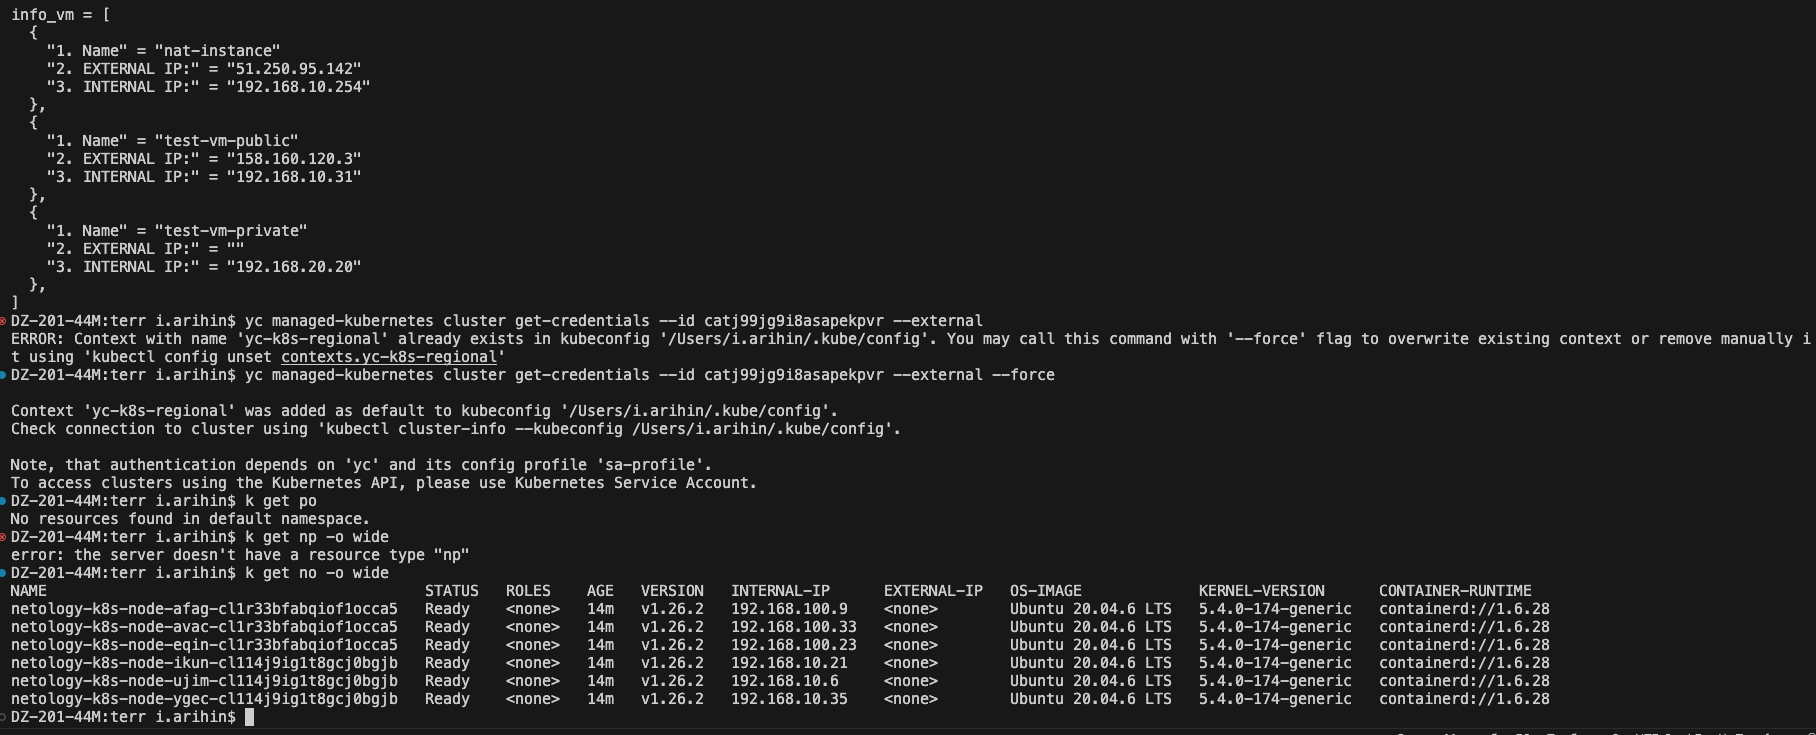 info_vm = [
  {
    "1. Name" = "nat-instance"
    "2. EXTERNAL IP:" = "51.250.95.142"
    "3. INTERNAL IP:" = "192.168.10.254"
  },
  {
    "1. Name" = "test-vm-public"
    "2. EXTERNAL IP:" = "158.160.120.3"
    "3. INTERNAL IP:" = "192.168.10.31"
  },
  {
    "1. Name" = "test-vm-private"
    "2. EXTERNAL IP:" = ""
    "3. INTERNAL IP:" = "192.168.20.20"
  },
]
DZ-201-44M:terr i.arihin$ yc managed-kubernetes cluster get-credentials --id catj99jg9i8asapekpvr --external
ERROR: Context with name 'yc-k8s-regional' already exists in kubeconfig '/Users/i.arihin/.kube/config'. You may call this command with '--force' flag to overwrite existing context or remove manually i
t using 'kubectl config unset contexts.yc-k8s-regional'
DZ-201-44M:terr i.arihin$ yc managed-kubernetes cluster get-credentials --id catj99jg9i8asapekpvr --external --force

Context 'yc-k8s-regional' was added as default to kubeconfig '/Users/i.arihin/.kube/config'.
Check connection to cluster using 'kubectl cluster-info --kubeconfig /Users/i.arihin/.kube/config'.

Note, that authentication depends on 'yc' and its config profile 'sa-profile'.
To access clusters using the Kubernetes API, please use Kubernetes Service Account.
DZ-201-44M:terr i.arihin$ k get po
No resources found in default namespace.
DZ-201-44M:terr i.arihin$ k get np -o wide
error: the server doesn't have a resource type "np"
DZ-201-44M:terr i.arihin$ k get no -o wide
NAME                                          STATUS   ROLES    AGE   VERSION   INTERNAL-IP      EXTERNAL-IP   OS-IMAGE             KERNEL-VERSION      CONTAINER-RUNTIME
netology-k8s-node-afag-cl1r33bfabqiof1occa5   Ready    <none>   14m   v1.26.2   192.168.100.9    <none>        Ubuntu 20.04.6 LTS   5.4.0-174-generic   containerd://1.6.28
netology-k8s-node-avac-cl1r33bfabqiof1occa5   Ready    <none>   14m   v1.26.2   192.168.100.33   <none>        Ubuntu 20.04.6 LTS   5.4.0-174-generic   containerd://1.6.28
netology-k8s-node-eqin-cl1r33bfabqiof1occa5   Ready    <none>   14m   v1.26.2   192.168.100.23   <none>        Ubuntu 20.04.6 LTS   5.4.0-174-generic   containerd://1.6.28
netology-k8s-node-ikun-cl114j9ig1t8gcj0bgjb   Ready    <none>   14m   v1.26.2   192.168.10.21    <none>        Ubuntu 20.04.6 LTS   5.4.0-174-generic   containerd://1.6.28
netology-k8s-node-ujim-cl114j9ig1t8gcj0bgjb   Ready    <none>   14m   v1.26.2   192.168.10.6     <none>        Ubuntu 20.04.6 LTS   5.4.0-174-generic   containerd://1.6.28
netology-k8s-node-ygec-cl114j9ig1t8gcj0bgjb   Ready    <none>   14m   v1.26.2   192.168.10.35    <none>        Ubuntu 20.04.6 LTS   5.4.0-174-generic   containerd://1.6.28
DZ-201-44M:terr i.arihin$